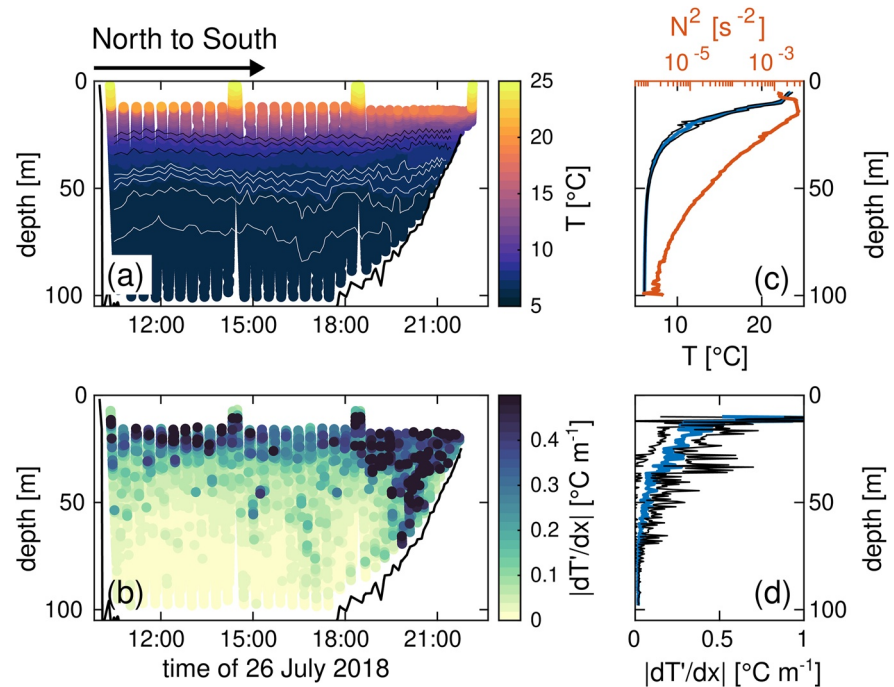 North to South
N² [s⁻²]
10⁻⁵ 10⁻³
0
50
100
depth [m]
(a)
12:00 15:00 18:00 21:00
25
20
15
10
5
T [°C]
(c)
0
50
100
depth [m]
10 20
T [°C]
0
50
100
depth [m]
(b)
12:00 15:00 18:00 21:00
time of 26 July 2018
0.4
0.3
0.2
0.1
0
|dT'/dx| [°C m⁻¹]
(d)
0
50
100
depth [m]
0 0.5 1
|dT'/dx| [°C m⁻¹]